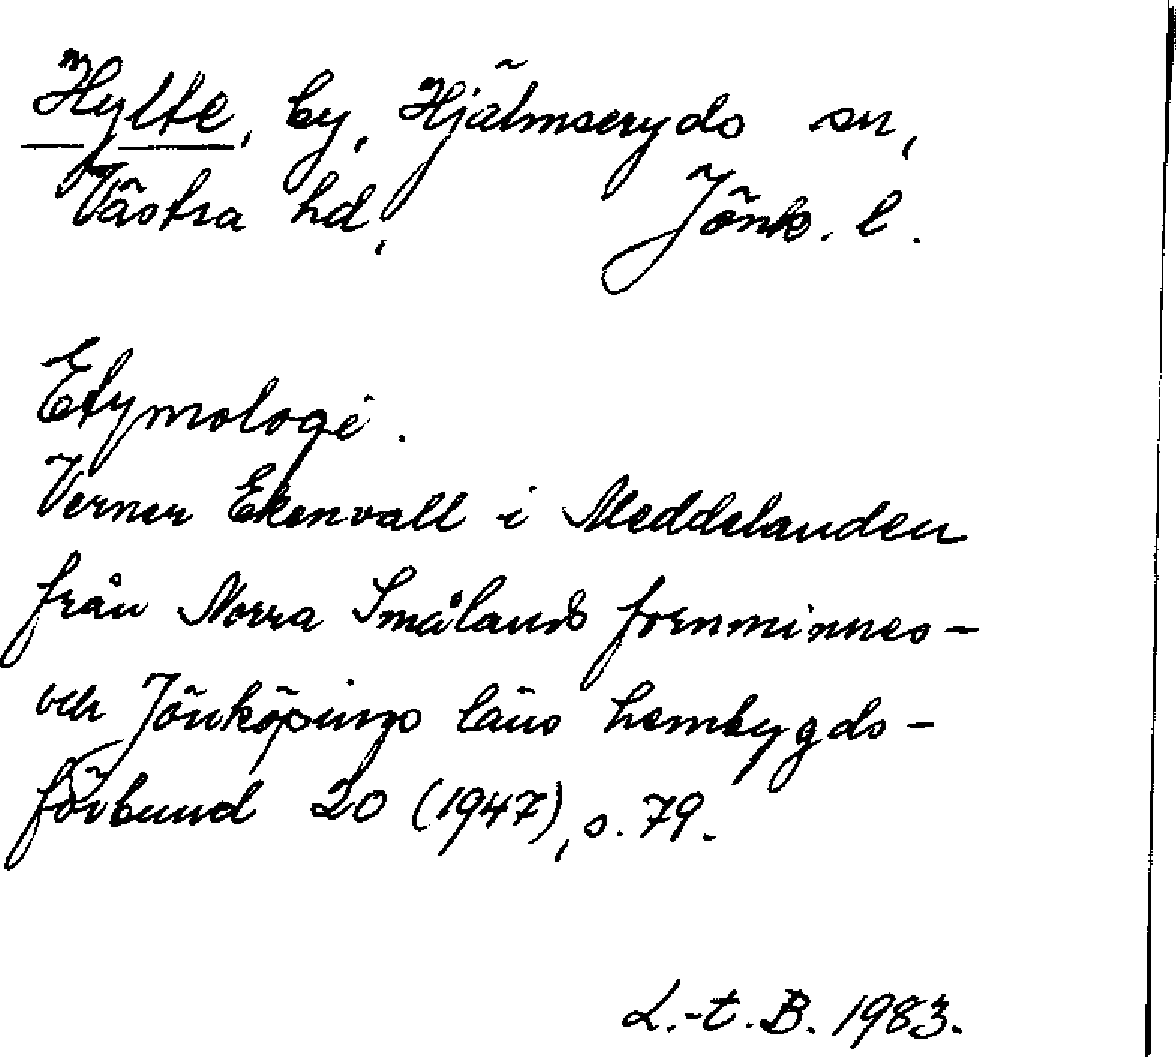 Hylte, by, Hjälmseryds sn,
Västra hd, Jönk. l.
Etymologi.
Verner Ekenvall i Meddelanden
från Norra Smålands fornminnes-
och Jönköpings läns hembygds-
förbund 20 (1947), s. 79.
L.-t. B. 1983.